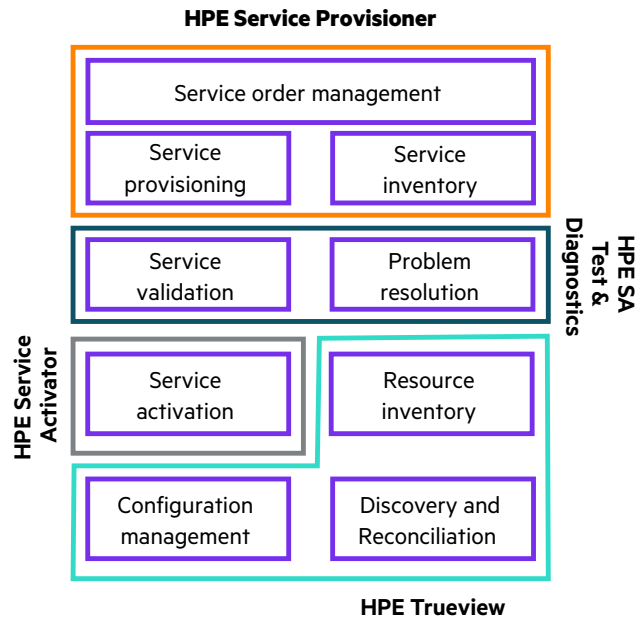 HPE Service Provisioner
Service order management
Service
provisioning
Service
inventory
Service
validation
Problem
resolution
HPE SA
Test &
Diagnostics
HPE Service
Activator
Service
activation
Resource
inventory
Configuration
management
Discovery and
Reconciliation
HPE Trueview